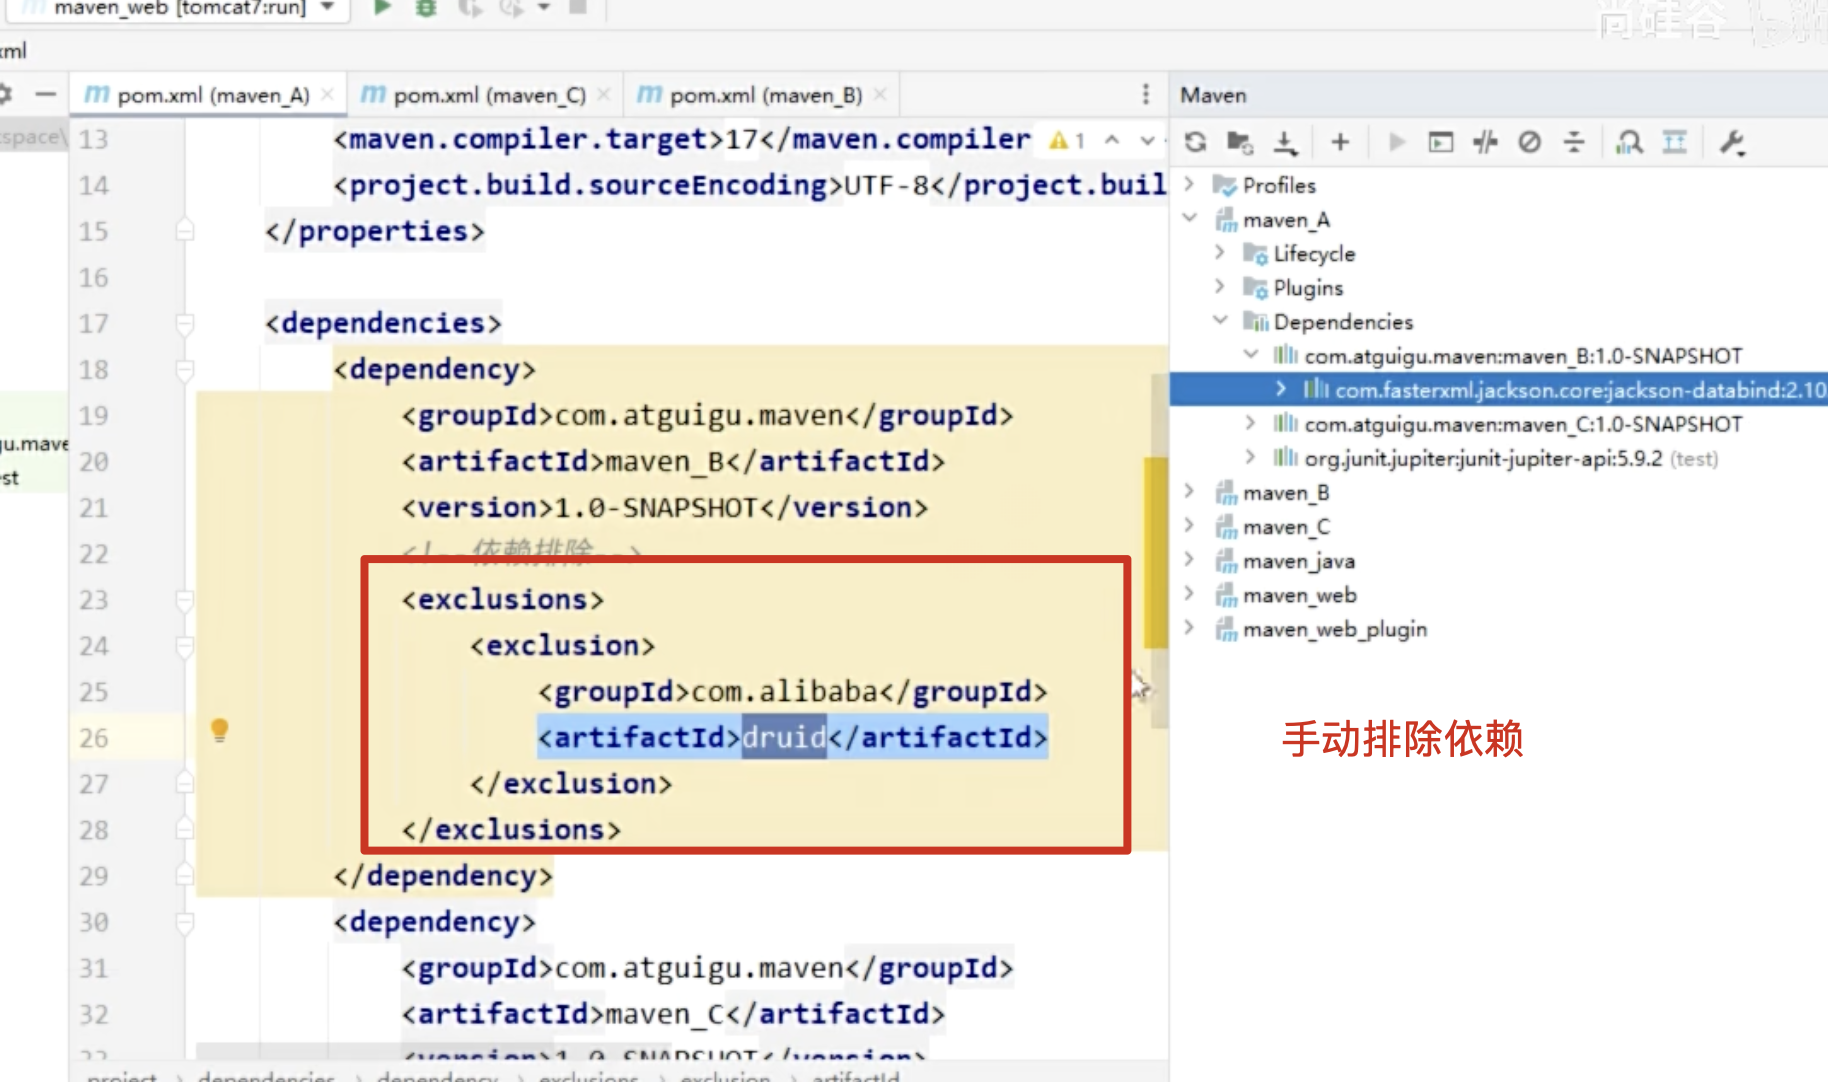 maven_web [tomcat7:run]
尚硅谷
xml
pom.xml (maven_A)
pom.xml (maven_C)
pom.xml (maven_B)
Maven
13 <maven.compiler.target>17</maven.compiler
1
14 <project.build.sourceEncoding>UTF-8</project.buil
15 </properties>
16
17 <dependencies>
18 <dependency>
19 <groupId>com.atguigu.maven</groupId>
20 <artifactId>maven_B</artifactId>
21 <version>1.0-SNAPSHOT</version>
22 <!--依赖排除-->
23 <exclusions>
24 <exclusion>
25 <groupId>com.alibaba</groupId>
26 <artifactId>druid</artifactId>
27 </exclusion>
28 </exclusions>
29 </dependency>
30 <dependency>
31 <groupId>com.atguigu.maven</groupId>
32 <artifactId>maven_C</artifactId>
33 <version>1.0-SNAPSHOT</version>
project > dependencies > dependency > exclusions > exclusion > artifactId
Profiles
maven_A
Lifecycle
Plugins
Dependencies
com.atguigu.maven:maven_B:1.0-SNAPSHOT
com.fasterxml.jackson.core:jackson-databind:2.10
com.atguigu.maven:maven_C:1.0-SNAPSHOT
org.junit.jupiter:junit-jupiter-api:5.9.2 (test)
maven_B
maven_C
maven_java
maven_web
maven_web_plugin
手动排除依赖